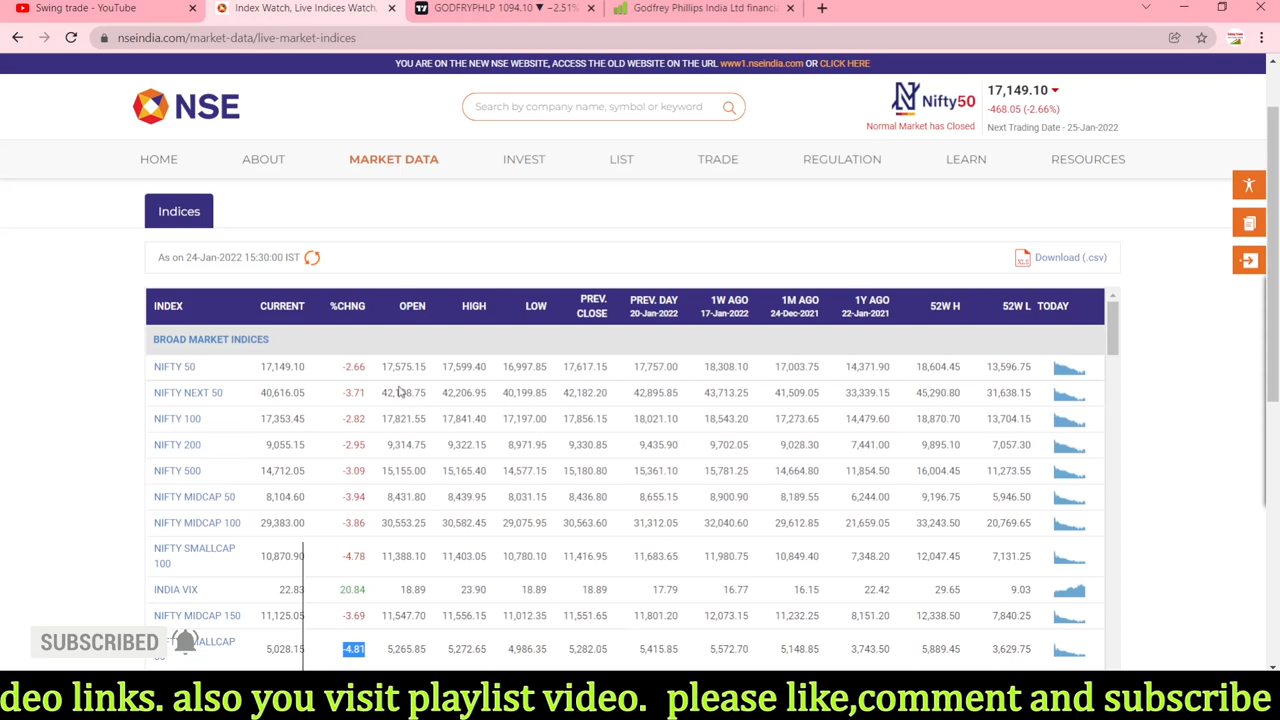 Swing trade - YouTube
Index Watch, Live Indices Watch,
GODFRYPHLP 1094.10 ▼ −2.51%
Godfrey Phillips India Ltd financi
nseindia.com/market-data/live-market-indices
YOU ARE ON THE NEW NSE WEBSITE, ACCESS THE OLD WEBSITE ON THE URL www1.nseindia.com OR CLICK HERE
NSE
Search by company name, symbol or keyword
Nifty50
Normal Market has Closed
17,149.10
-468.05 (-2.66%)
Next Trading Date - 25-Jan-2022
HOME ABOUT MARKET DATA INVEST LIST TRADE REGULATION LEARN RESOURCES
Indices
As on 24-Jan-2022 15:30:00 IST
Download (.csv)
INDEX CURRENT %CHNG OPEN HIGH LOW PREV. CLOSE PREV. DAY 20-Jan-2022 1W AGO 17-Jan-2022 1M AGO 24-Dec-2021 1Y AGO 22-Jan-2021 52W H 52W L TODAY
BROAD MARKET INDICES
NIFTY 50 17,149.10 -2.66 17,575.15 17,599.40 16,997.85 17,617.15 17,757.00 18,308.10 17,003.75 14,371.90 18,604.45 13,596.75
NIFTY NEXT 50 40,616.05 -3.71 42,206.95 40,199.85 42,182.20 42,895.85 43,713.25 41,509.05 33,339.15 45,290.80 31,638.15
NIFTY 100 17,353.45 -2.82 17,821.55 17,841.40 17,197.00 17,856.15 18,021.10 18,543.20 17,273.65 14,479.60 18,870.70 13,704.15
NIFTY 200 9,055.15 -2.95 9,314.75 9,322.15 8,971.95 9,330.85 9,435.90 9,702.05 9,028.30 7,441.00 9,895.10 7,057.30
NIFTY 500 14,712.05 -3.09 15,155.00 15,165.40 14,577.15 15,180.80 15,361.10 15,781.25 14,664.80 11,854.50 16,004.45 11,273.55
NIFTY MIDCAP 50 8,104.60 -3.94 8,431.80 8,439.95 8,031.15 8,436.80 8,655.15 8,900.90 8,189.55 6,244.00 9,196.75 5,946.50
NIFTY MIDCAP 100 29,383.00 -3.86 30,553.25 30,582.45 29,075.95 30,563.60 31,312.05 32,040.60 29,612.85 21,659.05 33,243.50 20,769.65
NIFTY SMALLCAP 100 10,870.90 -4.78 11,388.10 11,403.05 10,780.10 11,416.95 11,683.65 11,980.75 10,849.40 7,348.20 12,047.45 7,131.25
INDIA VIX 22.83 20.84 18.89 23.90 18.89 18.89 17.79 16.77 16.15 22.42 29.65 9.03
NIFTY MIDCAP 150 11,125.05 -3.69 11,547.70 11,556.15 11,012.35 11,551.65 11,801.20 12,073.15 11,232.25 8,151.20 12,338.50 7,840.25
5,028.15 -4.81 5,265.85 5,272.65 4,986.35 5,282.05 5,415.85 5,572.70 5,148.85 3,743.50 5,889.45 3,629.75
SUBSCRIBED
deo links. also you visit playlist video. please like,comment and subscribe